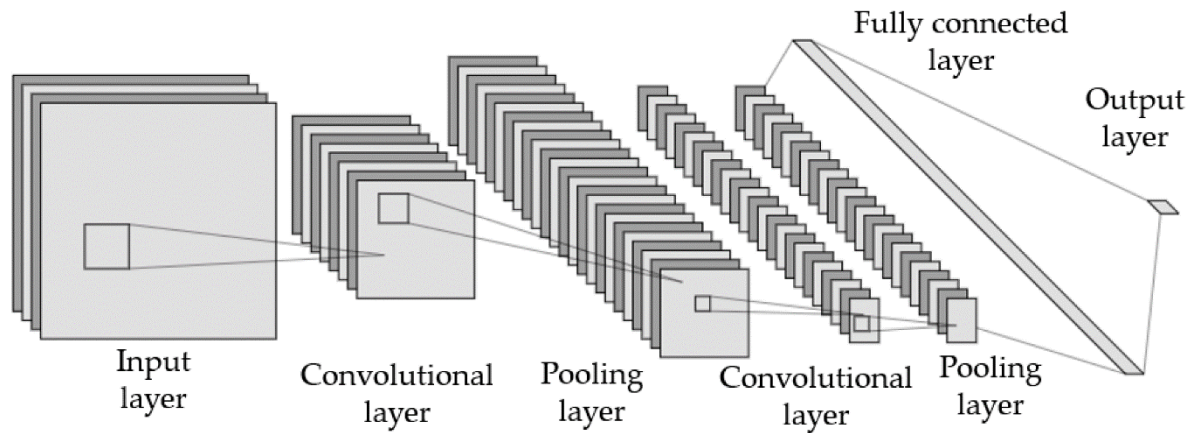 Fully connected
layer
Output
layer
Input
layer
Convolutional
layer
Pooling
layer
Convolutional
layer
Pooling
layer